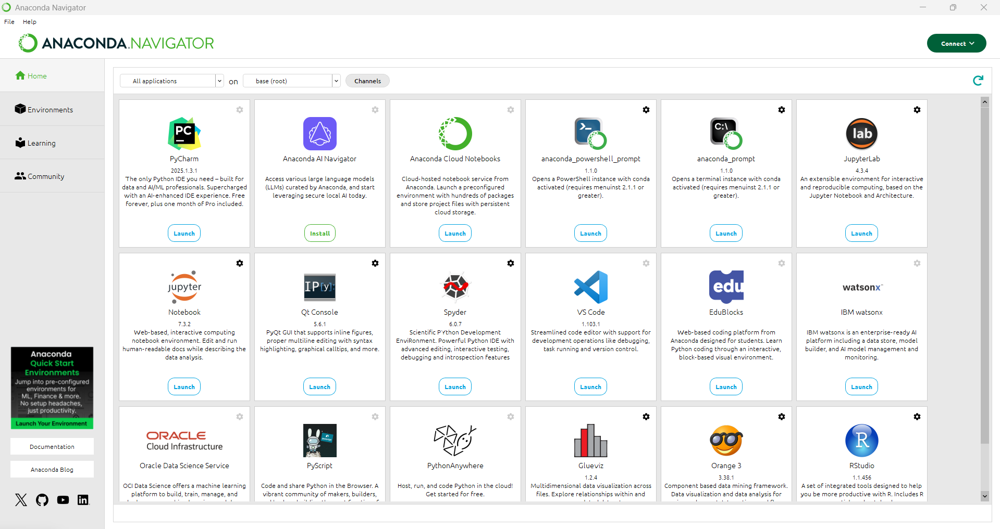 Anaconda Navigator
File Help
ANACONDA.NAVIGATOR
Connect
Home
Environments
Learning
Community
Anaconda
Quick Start
Environments
Jump into pre-configured
environments for
ML, Finance & more.
No setup headaches,
just productivity.
Launch Your Environment
Documentation
Anaconda Blog
All applications on base (root) Channels
PC
PyCharm
2025.1.3.1
The only Python IDE you need – built for
data and AI/ML professionals. Supercharged
with an AI-enhanced IDE experience. Free
forever, plus one month of Pro included.
Launch
Anaconda AI Navigator
Access various large language models
(LLMs) curated by Anaconda, and start
leveraging secure local AI today.
Install
Anaconda Cloud Notebooks
Cloud-hosted notebook service from
Anaconda. Launch a preconfigured
environment with hundreds of packages
and store project files with persistent
cloud storage.
Launch
anaconda_powershell_prompt
1.1.0
Opens a PowerShell instance with conda
activated (requires menuinst 2.1.1 or
greater).
Launch
C:\
anaconda_prompt
1.1.0
Opens a terminal instance with conda
activated (requires menuinst 2.1.1 or
greater).
Launch
lab
JupyterLab
4.3.4
An extensible environment for interactive
and reproducible computing, based on the
Jupyter Notebook and Architecture.
Launch
jupyter
Notebook
7.3.2
Web-based, interactive computing
notebook environment. Edit and run
human-readable docs while describing the
data analysis.
Launch
IP[y]:
Qt Console
5.6.1
PyQt GUI that supports inline figures,
proper multiline editing with syntax
highlighting, graphical calltips, and more.
Launch
Spyder
6.0.7
Scientific PYthon Development
EnviRonment. Powerful Python IDE with
advanced editing, interactive testing,
debugging and introspection features
Launch
VS Code
1.103.1
Streamlined code editor with support for
development operations like debugging,
task running and version control.
Launch
edu
EduBlocks
Web-based coding platform from
Anaconda designed for students. Learn
Python coding through an interactive,
block-based visual environment.
Launch
watsonx
IBM watsonx
IBM watsonx is an enterprise-ready AI
platform including a data store, model
builder, and AI model management and
monitoring.
Launch
ORACLE
Cloud Infrastructure
Oracle Data Science Service
OCI Data Science offers a machine learning
platform to build, train, manage, and
PyScript
Code and share Python in the Browser. A
vibrant community of makers, builders,
PythonAnywhere
Host, run, and code Python in the cloud!
Get started for free.
Glueviz
1.2.4
Multidimensional data visualization across
files. Explore relationships within and
Orange 3
3.38.1
Component based data mining framework.
Data visualization and data analysis for
R
RStudio
1.1.456
A set of integrated tools designed to help
you be more productive with R. Includes R